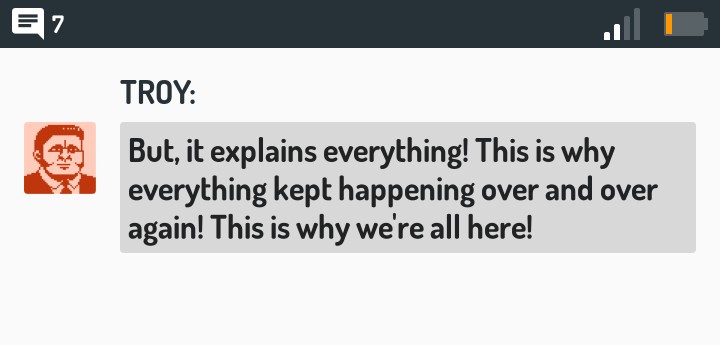 7
TROY:
But, it explains everything! This is why
everything kept happening over and over
again! This is why we're all here!